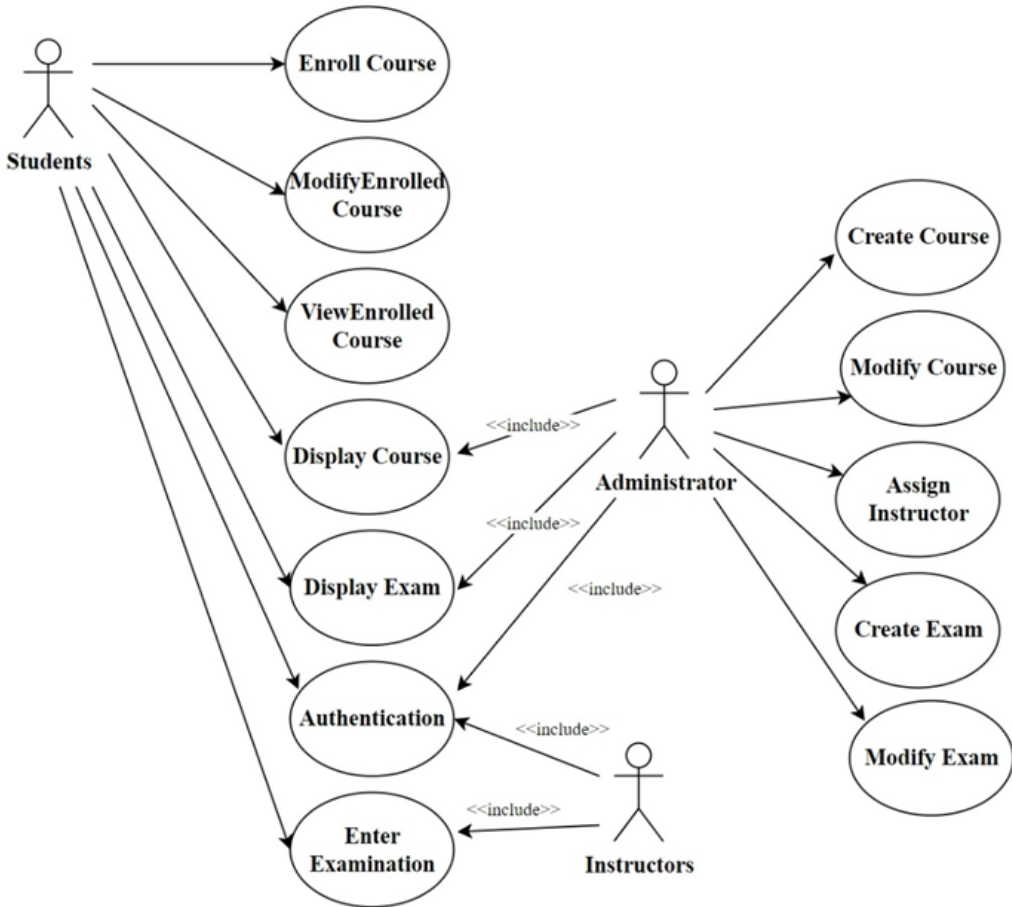 Enroll Course
Students
ModifyEnrolled
Course
Create Course
ViewEnrolled
Course
Modify Course
<<include>>
Display Course
Administrator
Assign
Instructor
<<include>>
Display Exam
<<include>>
Create Exam
Authentication
<<include>>
Modify Exam
<<include>>
Enter
Examination
Instructors